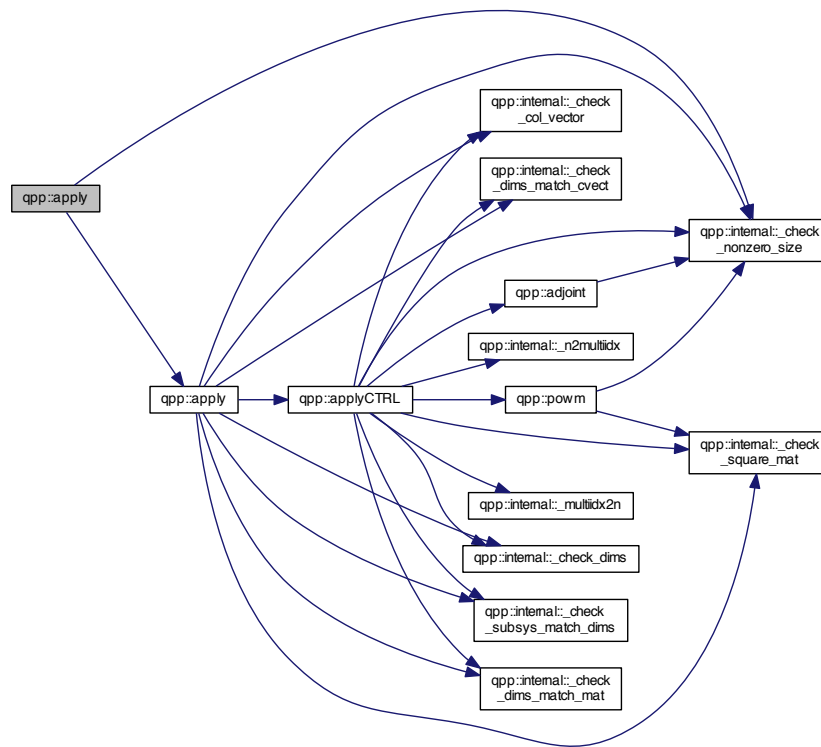 qpp::internal::_check
_col_vector
qpp::internal::_check
_dims_match_cvect
qpp::apply
qpp::internal::_check
_nonzero_size
qpp::adjoint
qpp::internal::_n2multiidx
qpp::apply
qpp::applyCTRL
qpp::powm
qpp::internal::_check
_square_mat
qpp::internal::_multiidx2n
qpp::internal::_check_dims
qpp::internal::_check
_subsys_match_dims
qpp::internal::_check
_dims_match_mat